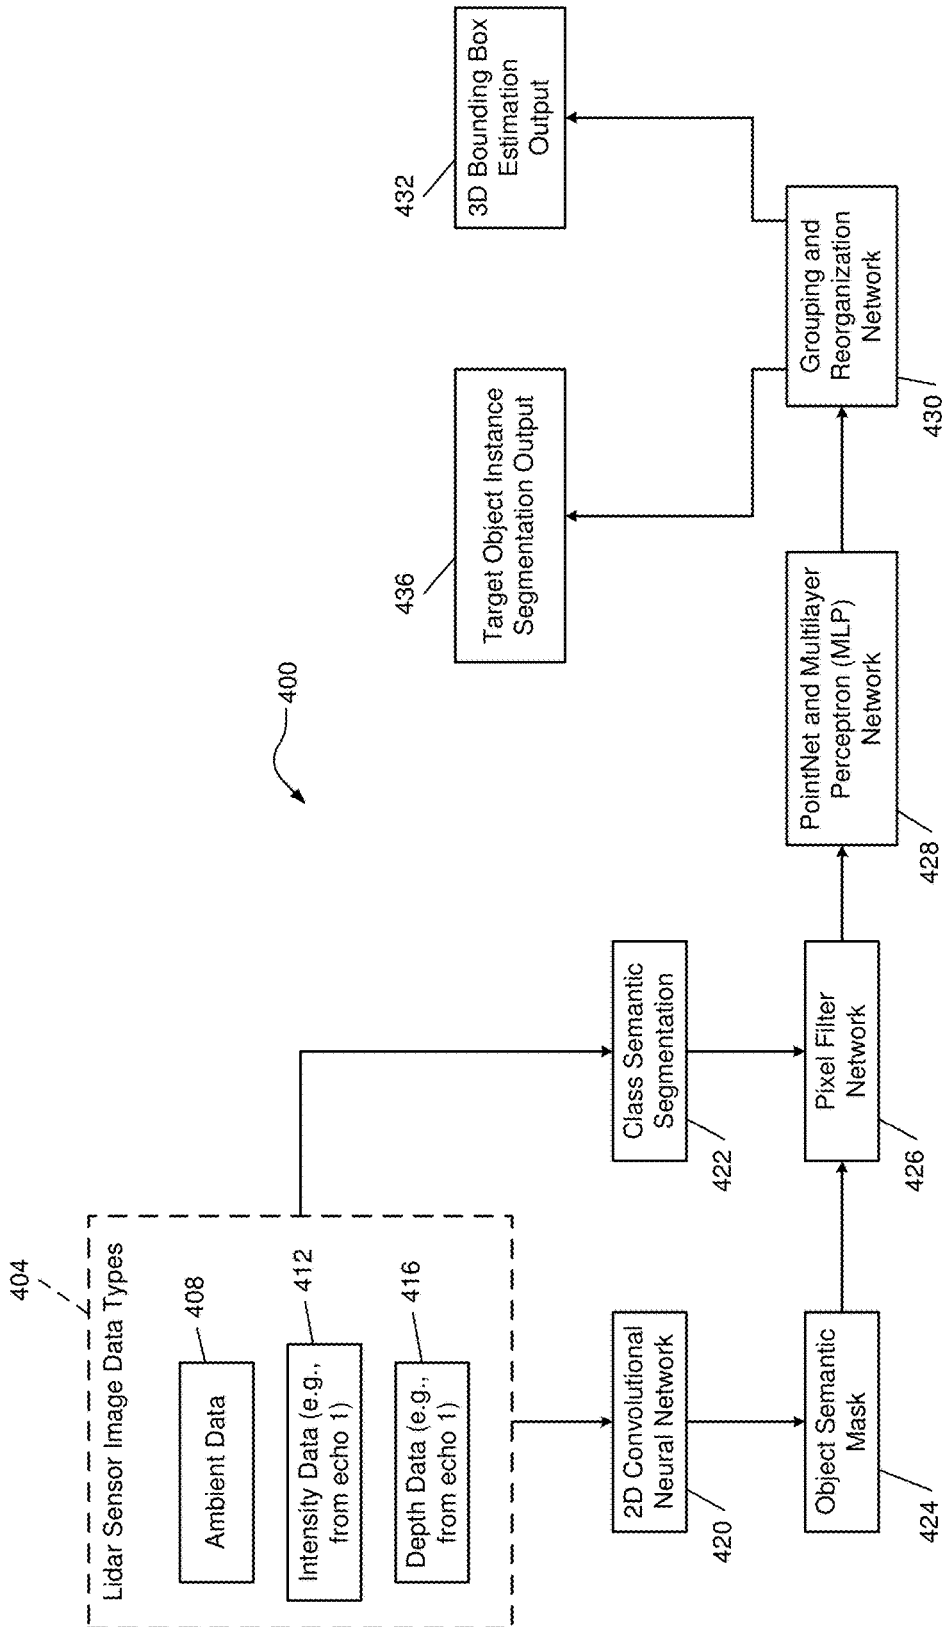 400
404
Lidar Sensor Image Data Types
408
Ambient Data
412
Intensity Data (e.g.,
from echo 1)
416
Depth Data (e.g.,
from echo 1)
2D Convolutional
Neural Network
420
Class Semantic
Segmentation
422
Object Semantic
Mask
424
Pixel Filter
Network
426
PointNet and Multilayer
Perceptron (MLP)
Network
428
Grouping and
Reorganization
Network
430
436
Target Object Instance
Segmentation Output
432
3D Bounding Box
Estimation
Output